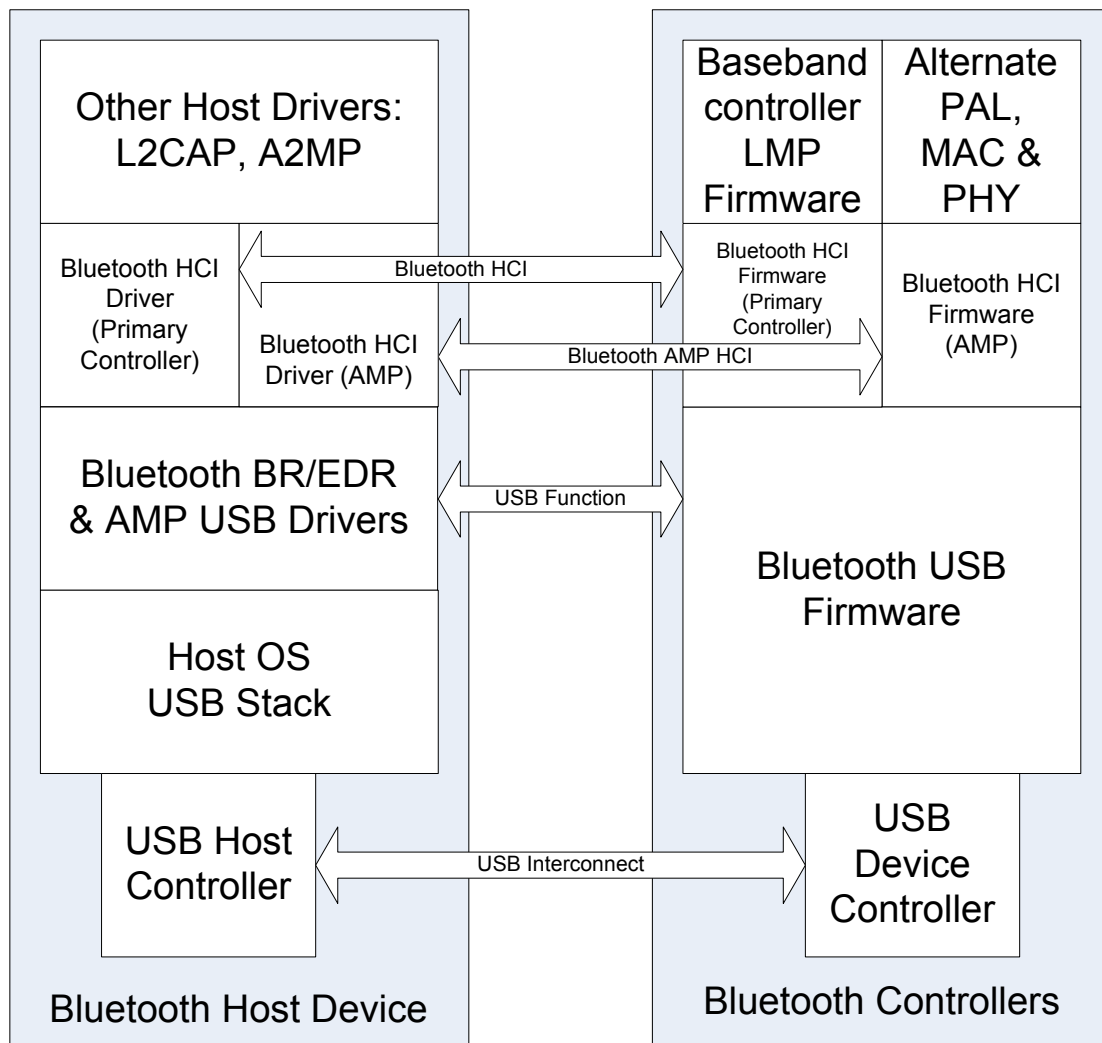 Other Host Drivers:
L2CAP, A2MP
Baseband
controller
LMP
Firmware
Alternate
PAL,
MAC &
PHY
Bluetooth HCI
Driver
(Primary
Controller)
Bluetooth HCI
Driver (AMP)
Bluetooth HCI
Bluetooth HCI
Firmware
(Primary
Controller)
Bluetooth HCI
Firmware
(AMP)
Bluetooth AMP HCI
Bluetooth BR/EDR
& AMP USB Drivers
USB Function
Bluetooth USB
Firmware
Host OS
USB Stack
USB Host
Controller
USB Interconnect
USB
Device
Controller
Bluetooth Host Device
Bluetooth Controllers